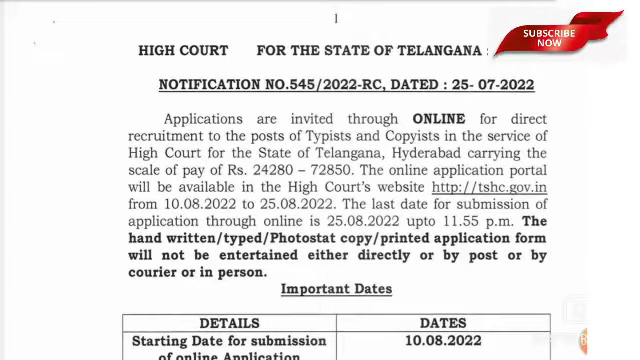 1
SUBSCRIBE
NOW
HIGH COURT FOR THE STATE OF TELANGANA :
NOTIFICATION NO.545/2022-RC, DATED : 25- 07-2022
Applications are invited through ONLINE for direct
recruitment to the posts of Typists and Copyists in the service of
High Court for the State of Telangana, Hyderabad carrying the
scale of pay of Rs. 24280 – 72850. The online application portal
will be available in the High Court's website http://tshc.gov.in
from 10.08.2022 to 25.08.2022. The last date for submission of
application through online is 25.08.2022 upto 11.55 p.m. The
hand written/typed/Photostat copy/printed application form
will not be entertained either directly or by post or by
courier or in person.
Important Dates
DETAILS DATES
Starting Date for submission 10.08.2022
of online Application